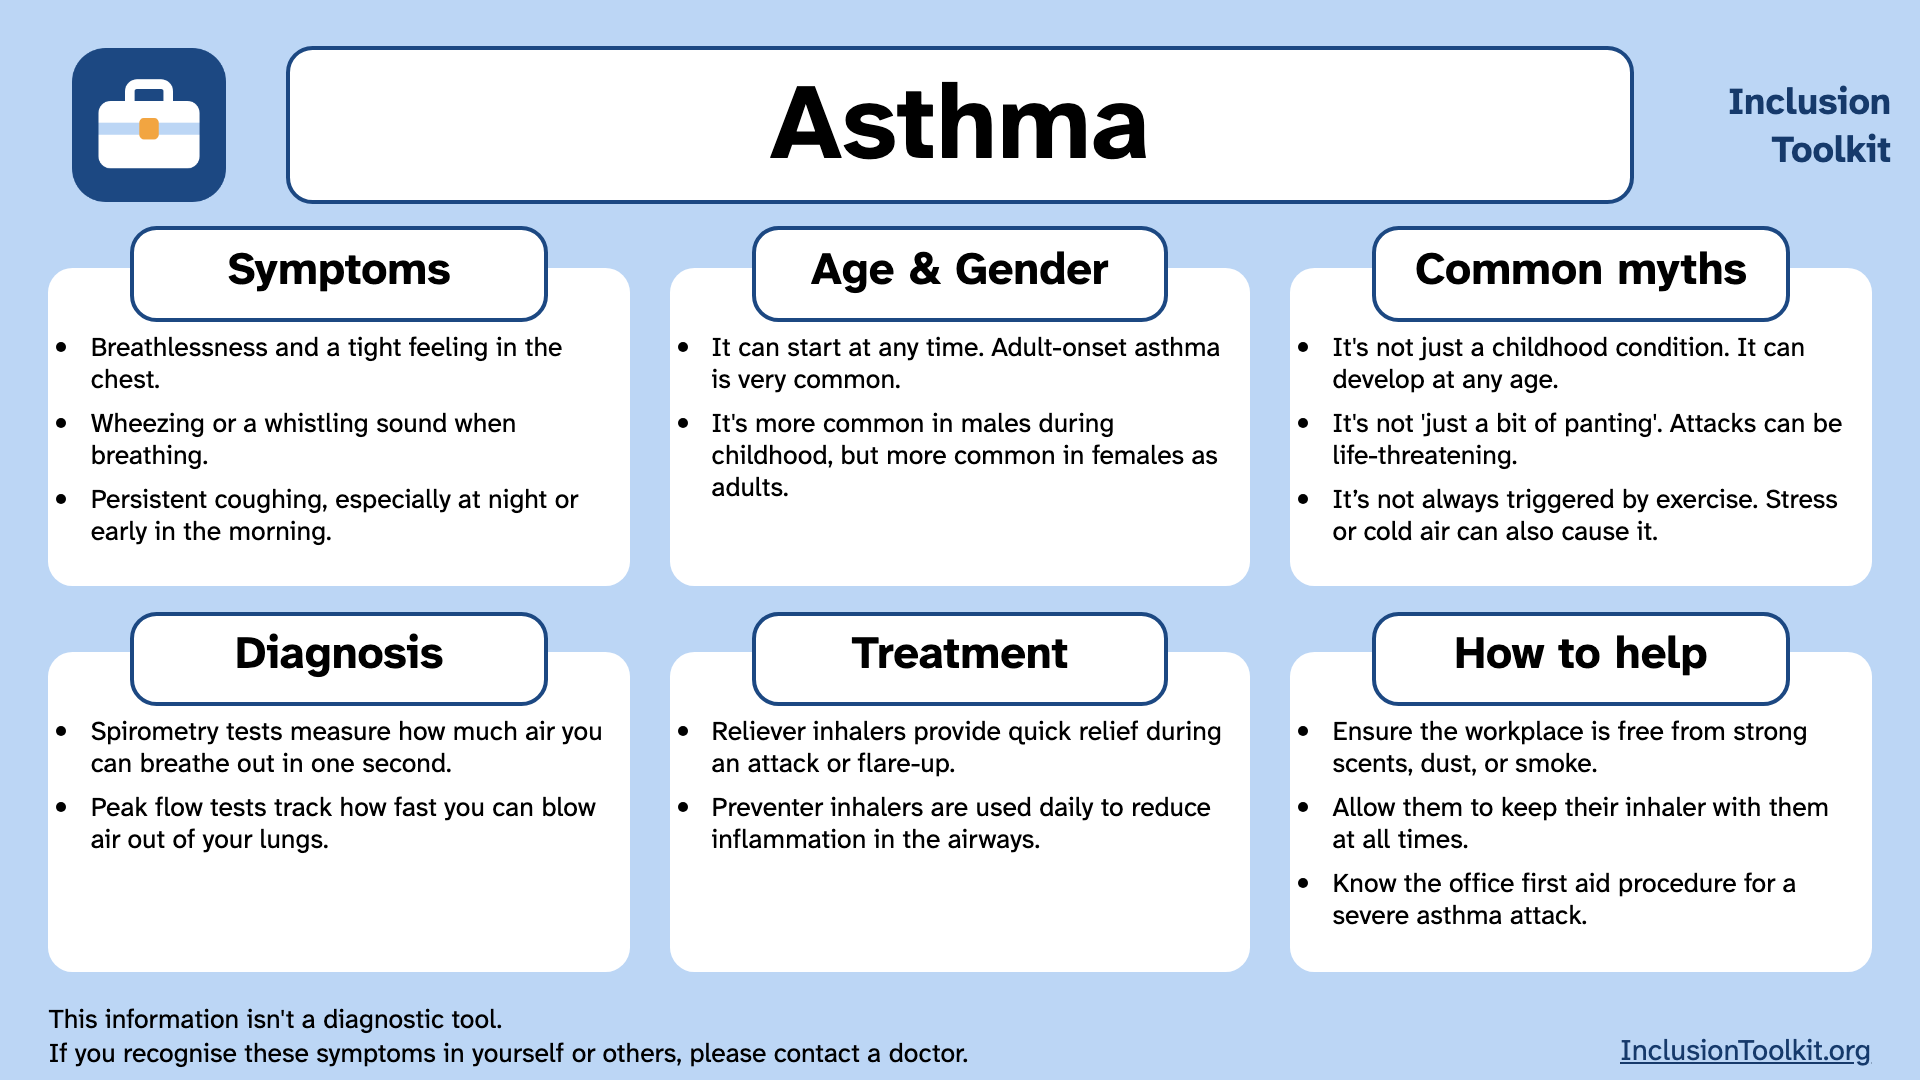 Asthma
Inclusion
Toolkit
Symptoms
• Breathlessness and a tight feeling in the
chest.
• Wheezing or a whistling sound when
breathing.
• Persistent coughing, especially at night or
early in the morning.
Age & Gender
• It can start at any time. Adult-onset asthma
is very common.
• It's more common in males during
childhood, but more common in females as
adults.
Common myths
• It's not just a childhood condition. It can
develop at any age.
• It's not 'just a bit of panting'. Attacks can be
life-threatening.
• It’s not always triggered by exercise. Stress
or cold air can also cause it.
Diagnosis
• Spirometry tests measure how much air you
can breathe out in one second.
• Peak flow tests track how fast you can blow
air out of your lungs.
Treatment
• Reliever inhalers provide quick relief during
an attack or flare-up.
• Preventer inhalers are used daily to reduce
inflammation in the airways.
How to help
• Ensure the workplace is free from strong
scents, dust, or smoke.
• Allow them to keep their inhaler with them
at all times.
• Know the office first aid procedure for a
severe asthma attack.
This information isn't a diagnostic tool.
If you recognise these symptoms in yourself or others, please contact a doctor.
InclusionToolkit.org